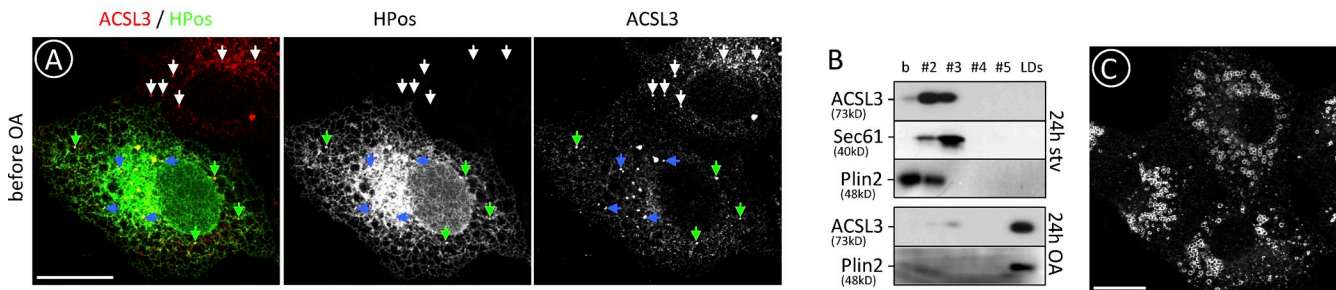 ACSL3 / HPos
HPos
ACSL3
A
before OA
B
b #2 #3 #4 #5 LDs
ACSL3
(73kD)
Sec61
(40kD)
Plin2
(48kD)
24h stv
ACSL3
(73kD)
Plin2
(48kD)
24h OA
C